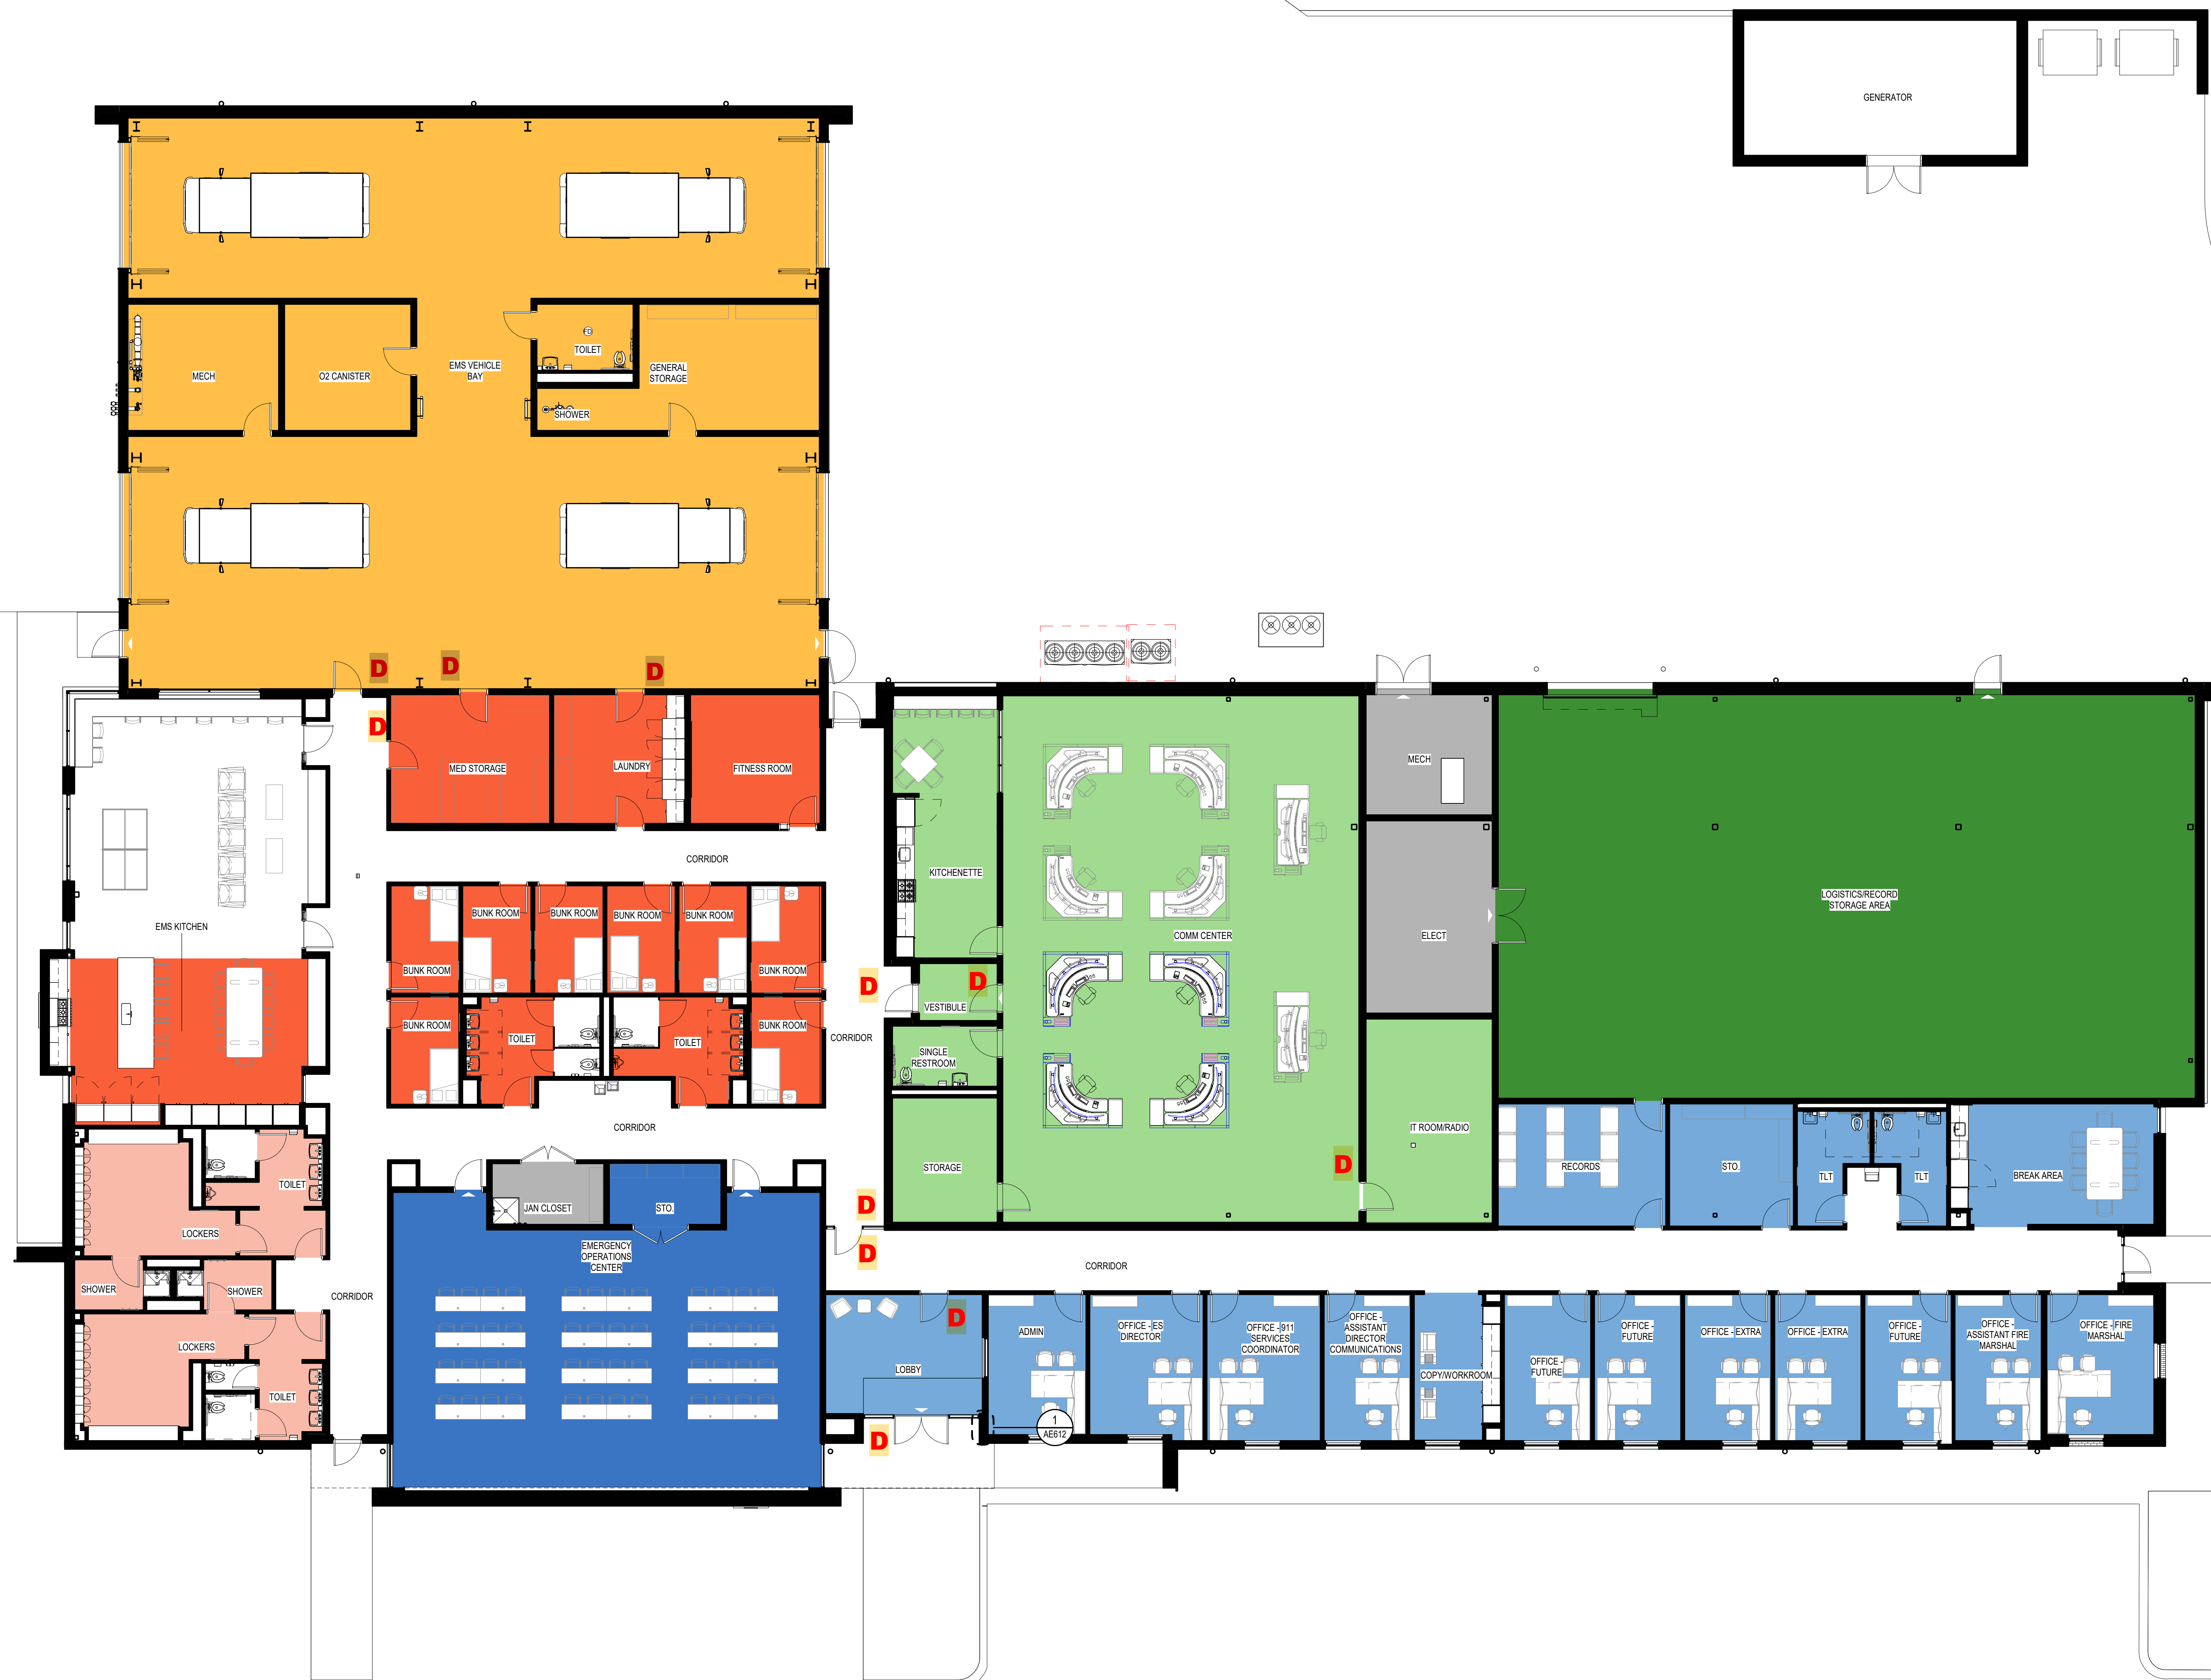 GENERATOR
MECH
O2 CANISTER
EMS VEHICLE
BAY
TOILET
FD
GENERAL
STORAGE
SHOWER
D
D
D
D
MED STORAGE
LAUNDRY
FITNESS ROOM
MECH
CORRIDOR
KITCHENETTE
LOGISTICS/RECORD
STORAGE AREA
EMS KITCHEN
BUNK ROOM
BUNK ROOM
BUNK ROOM
BUNK ROOM
COMM CENTER
ELECT
BUNK ROOM
BUNK ROOM
D
D
VESTIBULE
BUNK ROOM
BUNK ROOM
TOILET
TOILET
CORRIDOR
SINGLE
RESTROOM
CORRIDOR
IT ROOM/RADIO
STORAGE
D
RECORDS
STO.
TLT
TLT
BREAK AREA
TOILET
JAN CLOSET
STO.
D
LOCKERS
EMERGENCY
OPERATIONS
CENTER
D
CORRIDOR
SHOWER
SHOWER
CORRIDOR
D
LOCKERS
LOBBY
ADMIN
OFFICE - ES
DIRECTOR
OFFICE - 911
SERVICES
COORDINATOR
OFFICE -
ASSISTANT
DIRECTOR
COMMUNICATIONS
COPY/WORKROOM
OFFICE -
FUTURE
OFFICE -
FUTURE
OFFICE - EXTRA
OFFICE - EXTRA
OFFICE -
FUTURE
OFFICE -
ASSISTANT FIRE
MARSHAL
OFFICE - FIRE
MARSHAL
TOILET
1
AE612
D